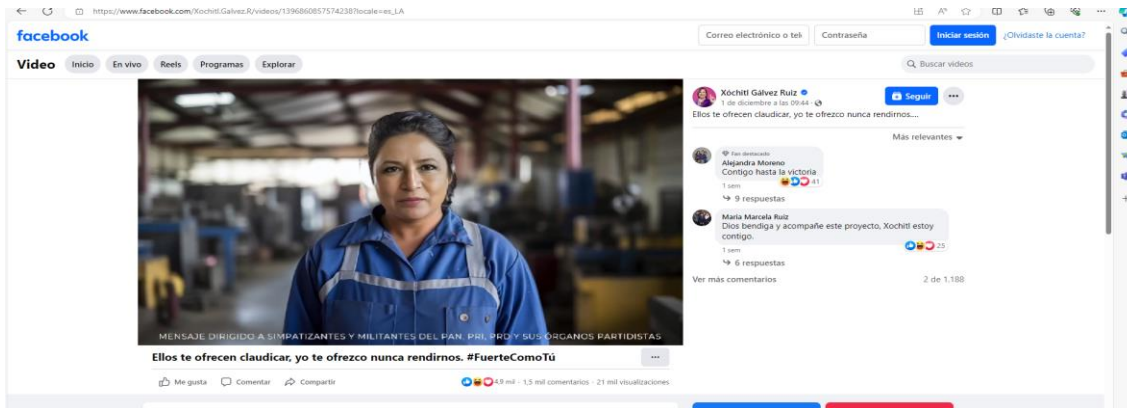 https://www.facebook.com/Xochitl.Galvez.R/videos/1396860857574238?locale=es_LA
facebook
Correo electrónico o tel
Contraseña
Iniciar sesión
¿Olvidaste la cuenta?
Video
Inicio
En vivo
Reels
Programas
Explorar
Buscar videos
MENSAJE DIRIGIDO A SIMPATIZANTES Y MILITANTES DEL PAN, PRI, PRD Y SUS ÓRGANOS PARTIDISTAS
Ellos te ofrecen claudicar, yo te ofrezco nunca rendirnos. #FuerteComoTú
Me gusta
Comentar
Compartir
4,9 mil · 1,5 mil comentarios · 21 mil visualizaciones
Xóchitl Gálvez Ruiz
Seguir
1 de diciembre a las 09:44
Ellos te ofrecen claudicar, yo te ofrezco nunca rendirnos....
Más relevantes
Fan destacado
Alejandra Moreno
Contigo hasta la victoria
41
1 sem
9 respuestas
Maria Marcela Ruiz
Dios bendiga y acompañe este proyecto, Xochitl estoy
contigo.
25
1 sem
6 respuestas
Ver más comentarios
2 de 1.188